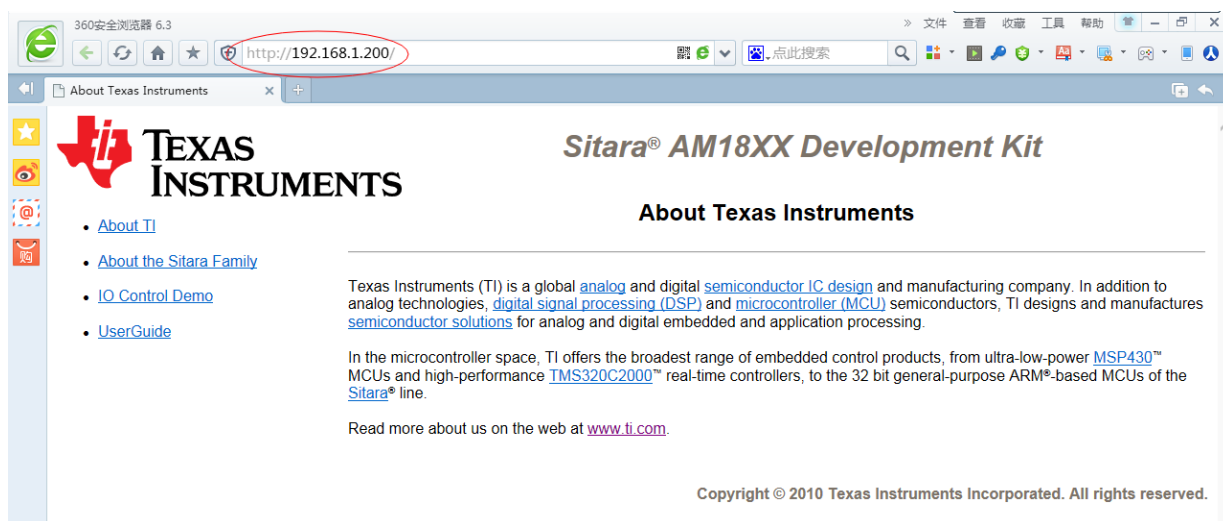 360安全浏览器 6.3
» 文件 查看 收藏 工具 帮助
http://192.168.1.200/
点此搜索
About Texas Instruments
TEXAS
INSTRUMENTS
Sitara® AM18XX Development Kit
About TI
About the Sitara Family
IO Control Demo
UserGuide
About Texas Instruments
Texas Instruments (TI) is a global analog and digital semiconductor IC design and manufacturing company. In addition to
analog technologies, digital signal processing (DSP) and microcontroller (MCU) semiconductors, TI designs and manufactures
semiconductor solutions for analog and digital embedded and application processing.
In the microcontroller space, TI offers the broadest range of embedded control products, from ultra-low-power MSP430™
MCUs and high-performance TMS320C2000™ real-time controllers, to the 32 bit general-purpose ARM®-based MCUs of the
Sitara® line.
Read more about us on the web at www.ti.com.
Copyright © 2010 Texas Instruments Incorporated. All rights reserved.
@
购